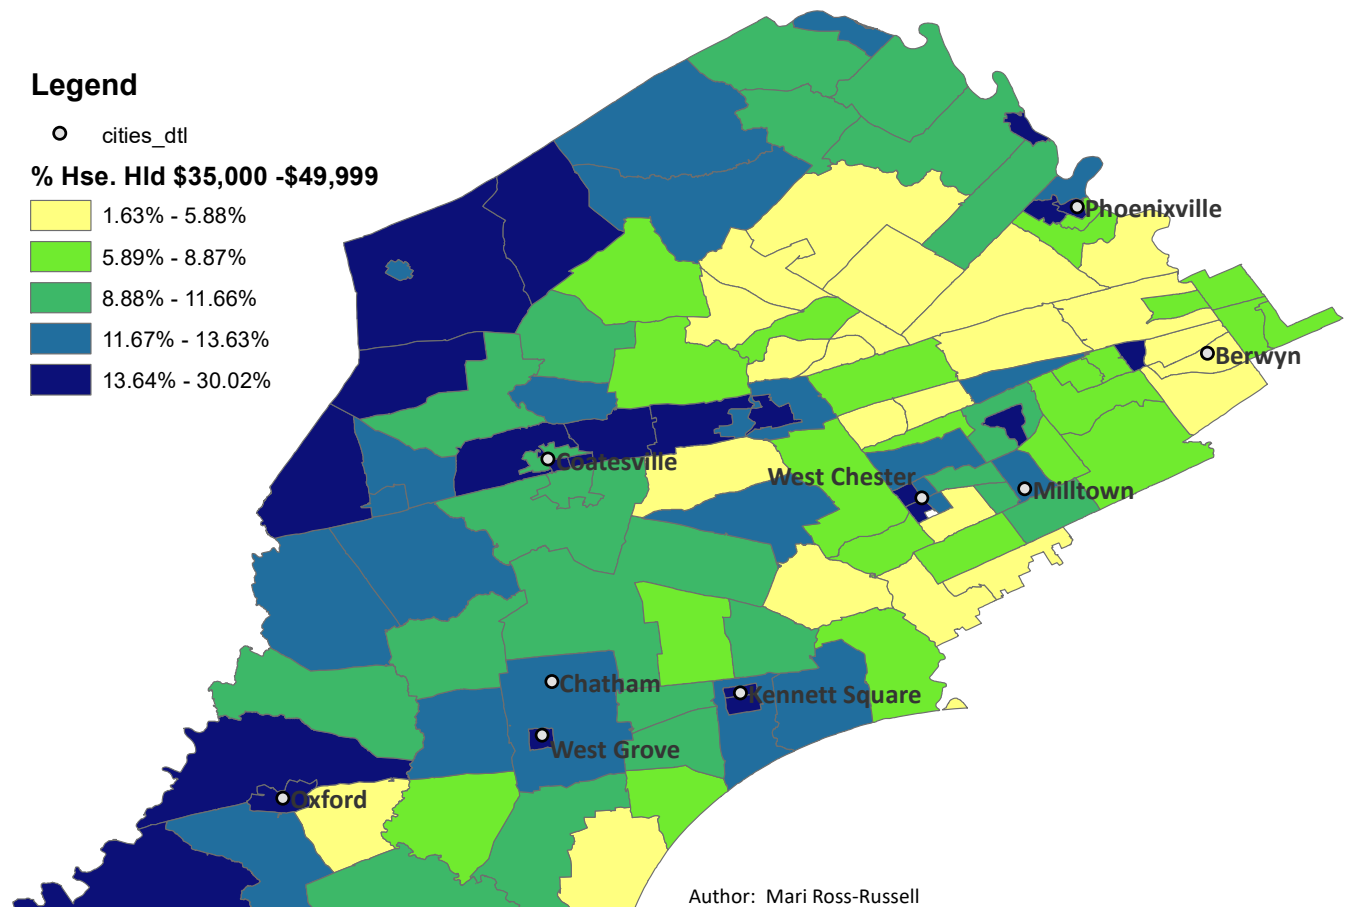 Legend
cities_dtl
% Hse. Hld $35,000 -$49,999
1.63% - 5.88%
5.89% - 8.87%
8.88% - 11.66%
11.67% - 13.63%
13.64% - 30.02%
Phoenixville
Berwyn
Coatesville
West Chester
Milltown
Chatham
Kennett Square
West Grove
Oxford
Author:  Mari Ross-Russell